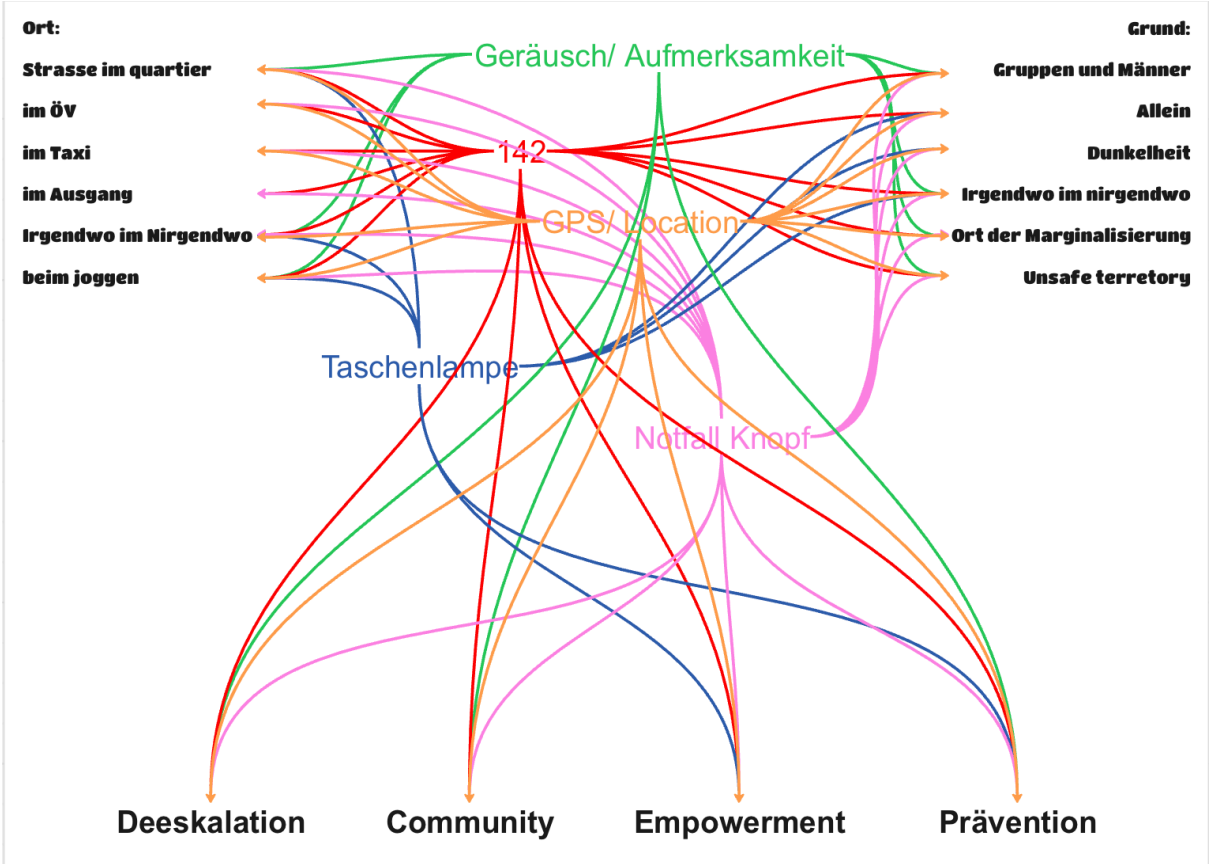 Ort:
Strasse im quartier
im ÖV
im Taxi
im Ausgang
Irgendwo im Nirgendwo
beim joggen
Geräusch/ Aufmerksamkeit
142
GPS/ Location
Taschenlampe
Notfall Knopf
Grund:
Gruppen und Männer
Allein
Dunkelheit
Irgendwo im nirgendwo
Ort der Marginalisierung
Unsafe terretory
Deeskalation
Community
Empowerment
Prävention